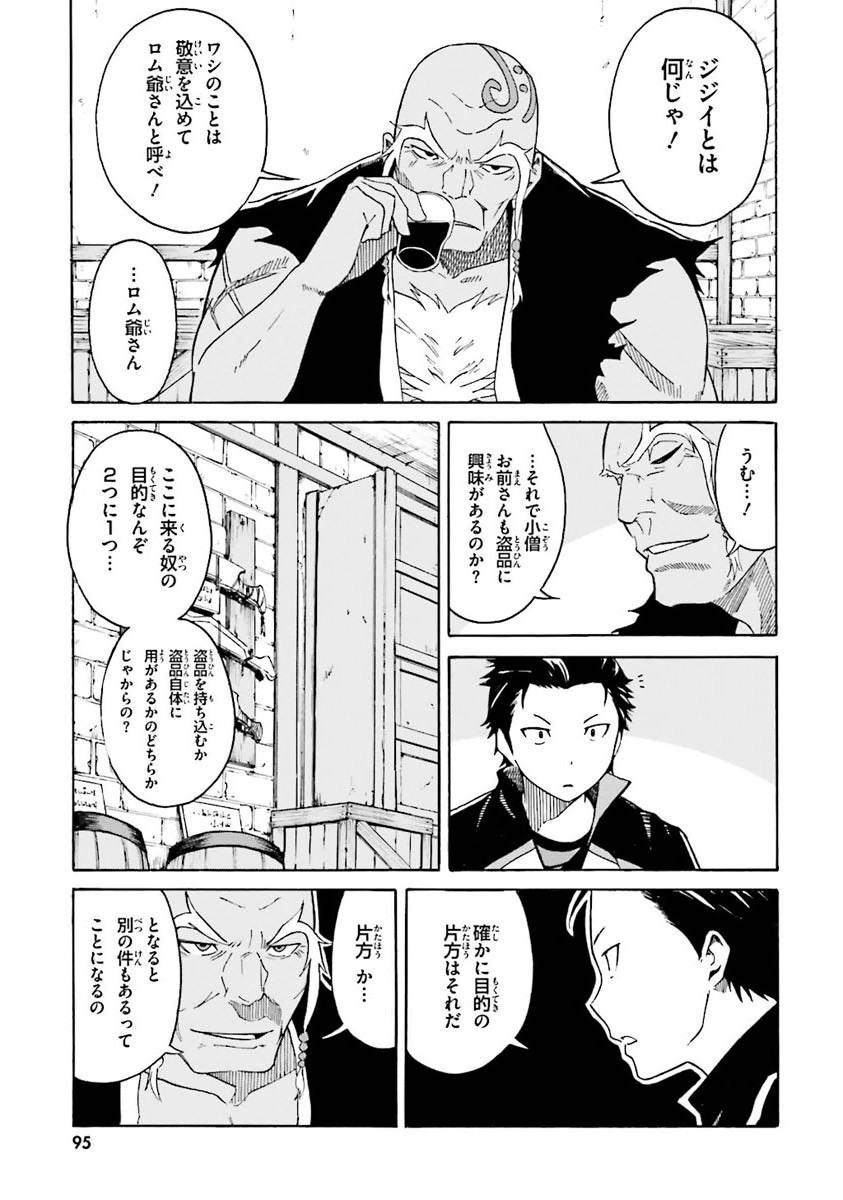 ジジイとは
何じゃ！
ワシのことは
敬意を込めて
ロム爺さんと呼べ！
…ロム爺さん
うむ…！
…それで小僧
お前さんも盗品に
興味があるのか？
ここに来る奴の
目的なんぞ
２つに１つ…
盗品を持ち込むか
盗品自体に
用があるかのどちらか
じゃからの？
確かに目的の
片方はそれだ
片方 か…
となると
別の件もあるって
ことになるの
95